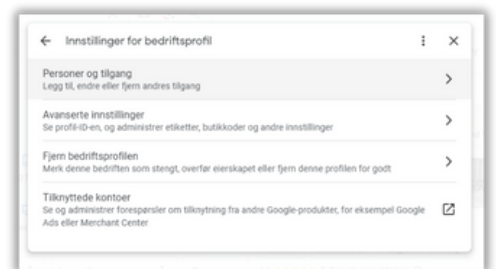 Innstillinger for bedriftsprofil
Personer og tilgang
Legg til, endre eller fjern andres tilgang
Avanserte innstillinger
Se profil-ID-en, og administrer etiketter, butikkoder og andre innstillinger
Fjern bedriftsprofilen
Merk denne bedriften som stengt, overfør eierskapet eller fjern denne profilen for godt
Tilknyttede kontoer
Se og administrer forespørsler om tilknytning fra andre Google-produkter, for eksempel Google
Ads eller Merchant Center